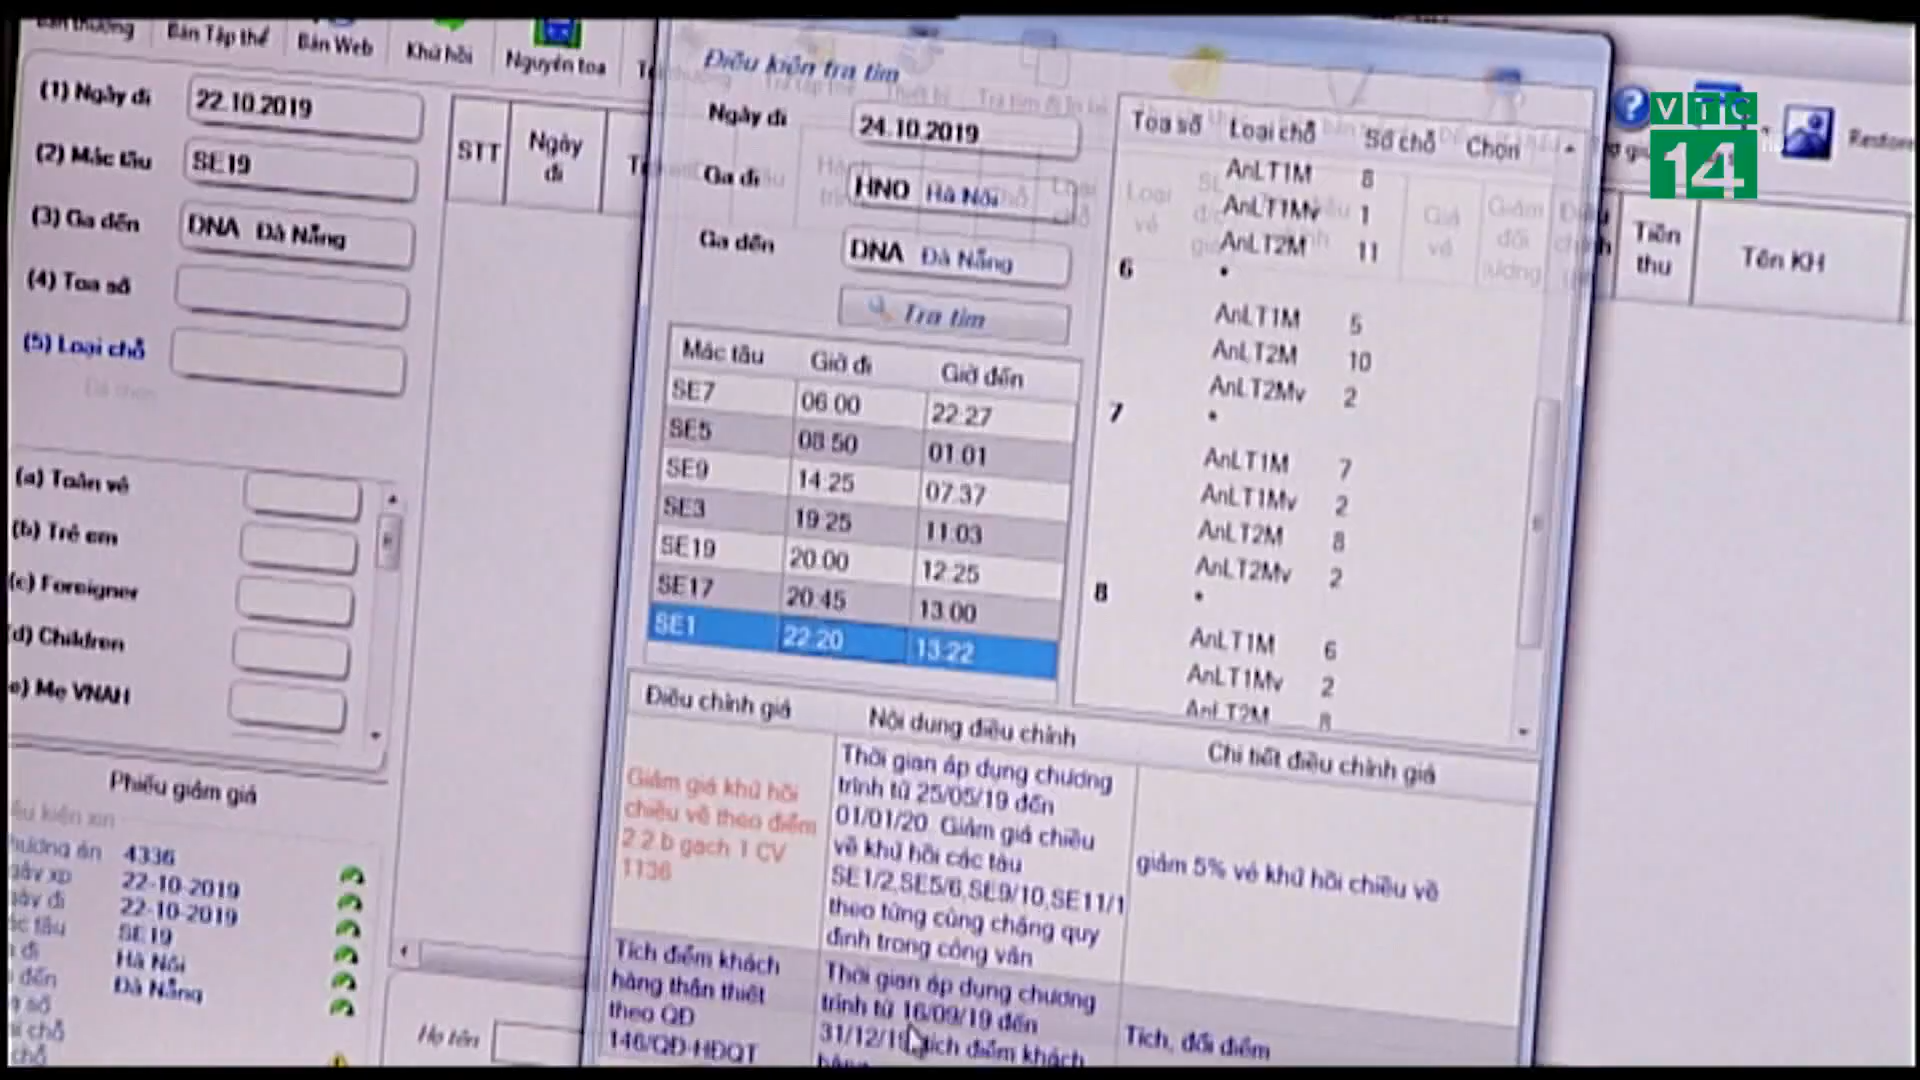 Bán thường Bán Tập thể Bán Web Khứ hồi Nguyên toa
(1) Ngày đi 22.10.2019
(2) Mác tàu SE19
(3) Ga đến DNA Đà Nẵng
(4) Toa số
(5) Loại chỗ
STT Ngày đi
(a) Toàn vé
(b) Trẻ em
(c) Foreigner
(d) Children
(e) Mẹ VNAH
Phiếu giảm giá
4336
22-10-2019
22-10-2019
SE19
Hà Nội
Đà Nẵng
Họ tên
Điều kiện tra tìm
Ngày đi 24.10.2019
Ga đi HNO Hà Nội
Ga đến DNA Đà Nẵng
Tra tìm
Mác tàu Giờ đi Giờ đến
SE7 06:00 22:27
SE5 08:50 01:01
SE9 14:25 07:37
SE3 19:25 11:03
SE19 20:00 12:25
SE17 20:45 13:00
SE1 22:20 13:22
Toa số Loại chỗ Số chỗ Chọn
AnLT1M 8
AnLT1Mv 1
AnLT2M 11
6 *
AnLT1M 5
AnLT2M 10
AnLT2Mv 2
7 *
AnLT1M 7
AnLT1Mv 2
AnLT2M 8
AnLT2Mv 2
8 *
AnLT1M 6
AnLT1Mv 2
AnLT2M 8
Điều chỉnh giá Nội dung điều chỉnh Chi tiết điều chỉnh giá
Giảm giá khứ hồi
chiều về theo điểm
2.2.b gạch 1 CV
1136
Thời gian áp dụng chương
trình từ 25/05/19 đến
01/01/20. Giảm giá chiều
về khứ hồi các tàu
SE1/2,SE5/6,SE9/10,SE11/1
theo từng cung chặng quy
định trong công văn
giảm 5% vé khứ hồi chiều về
Tích điểm khách
hàng thân thiết
theo QĐ
146/QĐ-HĐQT
Thời gian áp dụng chương
trình từ 16/09/19 đến
31/12/19 tích điểm khách
hàng
Tích, đổi điểm
Tiền thu Tên KH
Restore
VTC
14